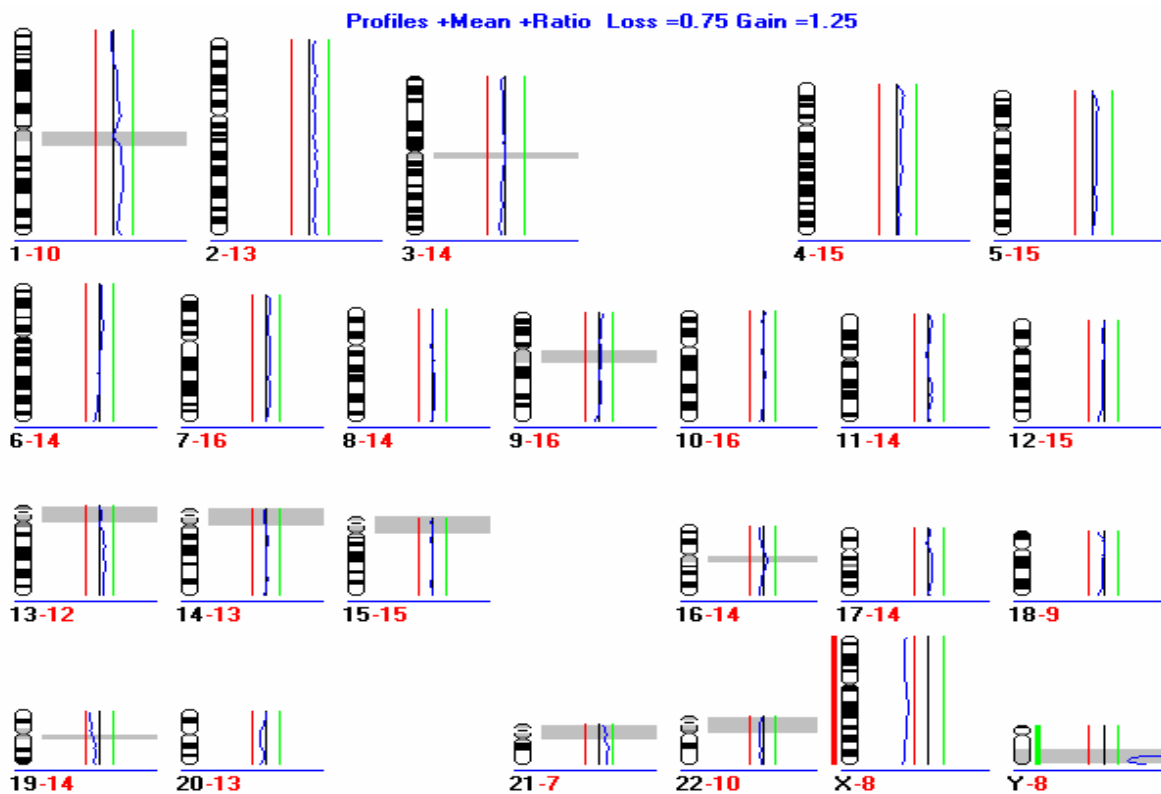 Profiles +Mean +Ratio Loss =0.75 Gain =1.25
1-10 2-13 3-14 4-15 5-15
6-14 7-16 8-14 9-16 10-16 11-14 12-15
13-12 14-13 15-15 16-14 17-14 18-9
19-14 20-13 21-7 22-10 X-8 Y-8